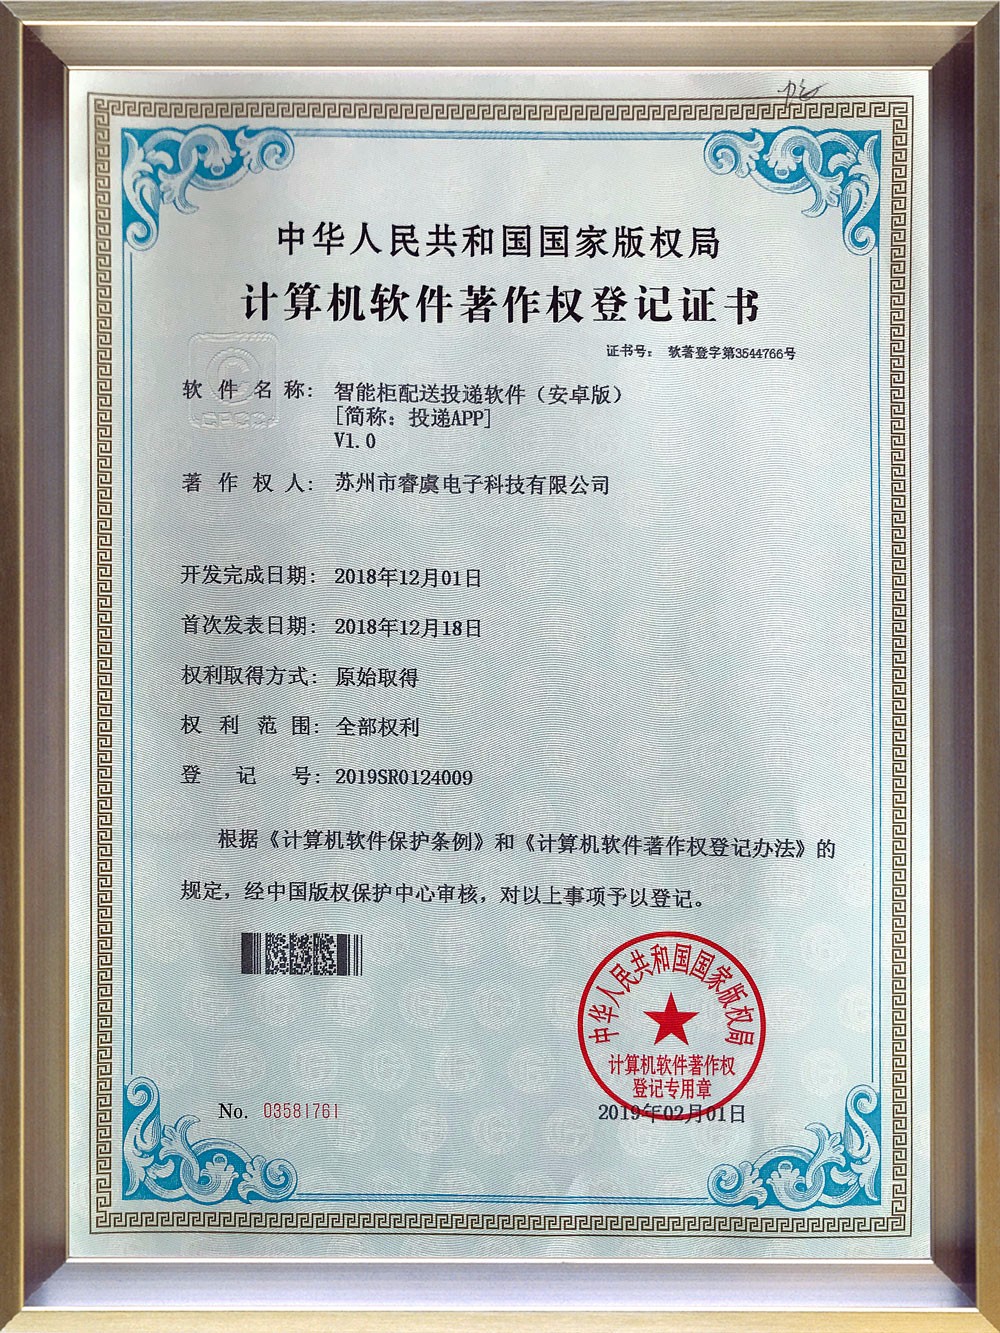 中华人民共和国国家版权局
计算机软件著作权登记证书
证书号： 软著登字第3544766号
软件名称： 智能柜配送投递软件（安卓版）
[简称：投递APP]
V1.0
著作权人： 苏州市睿虞电子科技有限公司
开发完成日期： 2018年12月01日
首次发表日期： 2018年12月18日
权利取得方式： 原始取得
权利范围： 全部权利
登记号： 2019SR0124009
根据《计算机软件保护条例》和《计算机软件著作权登记办法》的
规定，经中国版权保护中心审核，对以上事项予以登记。
中华人民共和国国家版权局
计算机软件著作权
登记专用章
No. 03581761
2019年02月01日